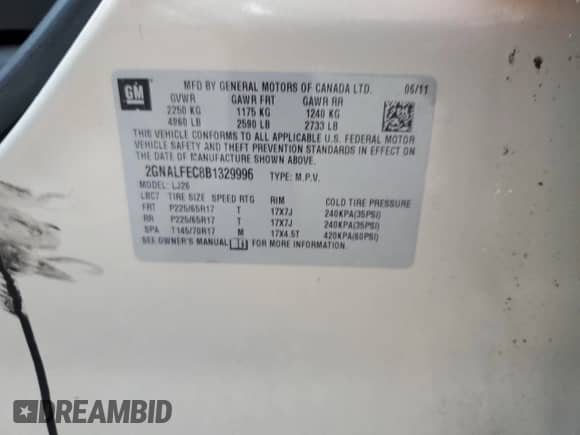 GM
MFD BY GENERAL MOTORS OF CANADA LTD. 06/11
GVWR GAWR FRT GAWR RR
2250 KG 1175 KG 1240 KG
4960 LB 2590 LB 2733 LB
THIS VEHICLE CONFORMS TO ALL APPLICABLE U.S. FEDERAL MOTOR
VEHICLE SAFETY AND THEFT PREVENTION STANDARDS IN EFFECT ON
THE DATE OF MANUFACTURE SHOWN ABOVE.
2GNALFEC8B1329996 TYPE: M.P.V.
MODEL: LJ26
LBC7 TIRE SIZE SPEED RTG RIM COLD TIRE PRESSURE
FRT P225/65R17 T 17X7J 240KPA(35PSI)
RR P225/65R17 T 17X7J 240KPA(35PSI)
SPA T145/70R17 M 17X4.5T 420KPA(60PSI)
SEE OWNER'S MANUAL FOR MORE INFORMATION.
DREAMBID